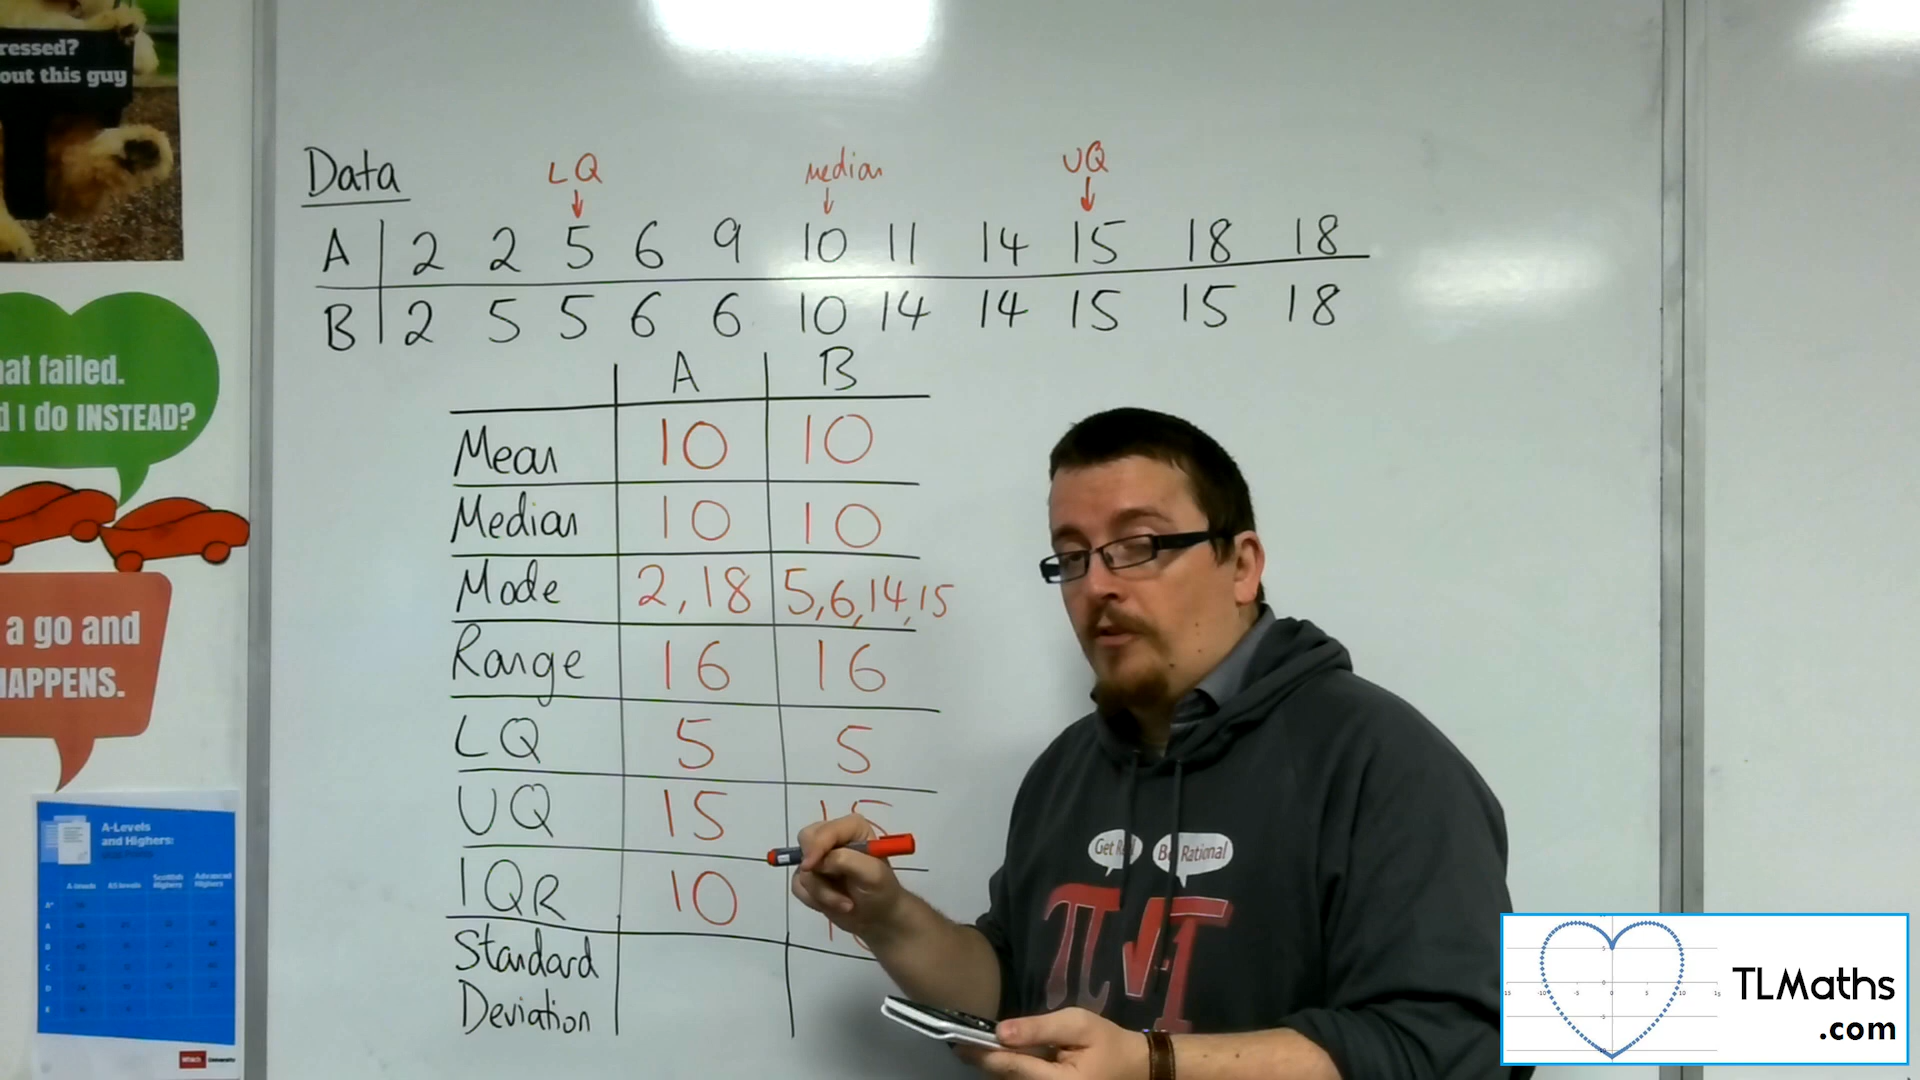 ressed?
out this guy
Data
LQ
median
UQ
A 2 2 5 6 9 10 11 14 15 18 18
B 2 5 5 6 6 10 14 14 15 15 18
A B
Mean 10 10
Median 10 10
Mode 2, 18 5, 6, 14, 15
Range 16 16
LQ 5 5
UQ 15 15
IQR 10
Standard
Deviation
hat failed.
d I do INSTEAD?
a go and
HAPPENS.
A-Levels
and Highers:
Get R
B Rational
π √-1
TLMaths
.com